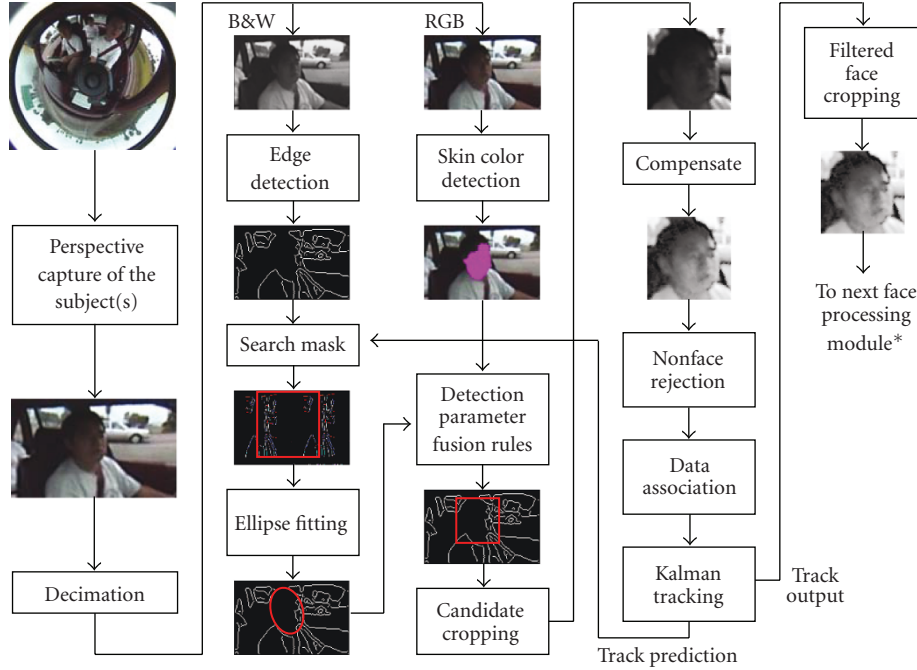 B&W
RGB
Perspective
capture of the
subject(s)
Decimation
Edge
detection
Search mask
Ellipse fitting
Skin color
detection
Detection
parameter
fusion rules
Candidate
cropping
Compensate
Nonface
rejection
Data
association
Kalman
tracking
Track prediction
Track
output
Filtered
face
cropping
To next face
processing
module*